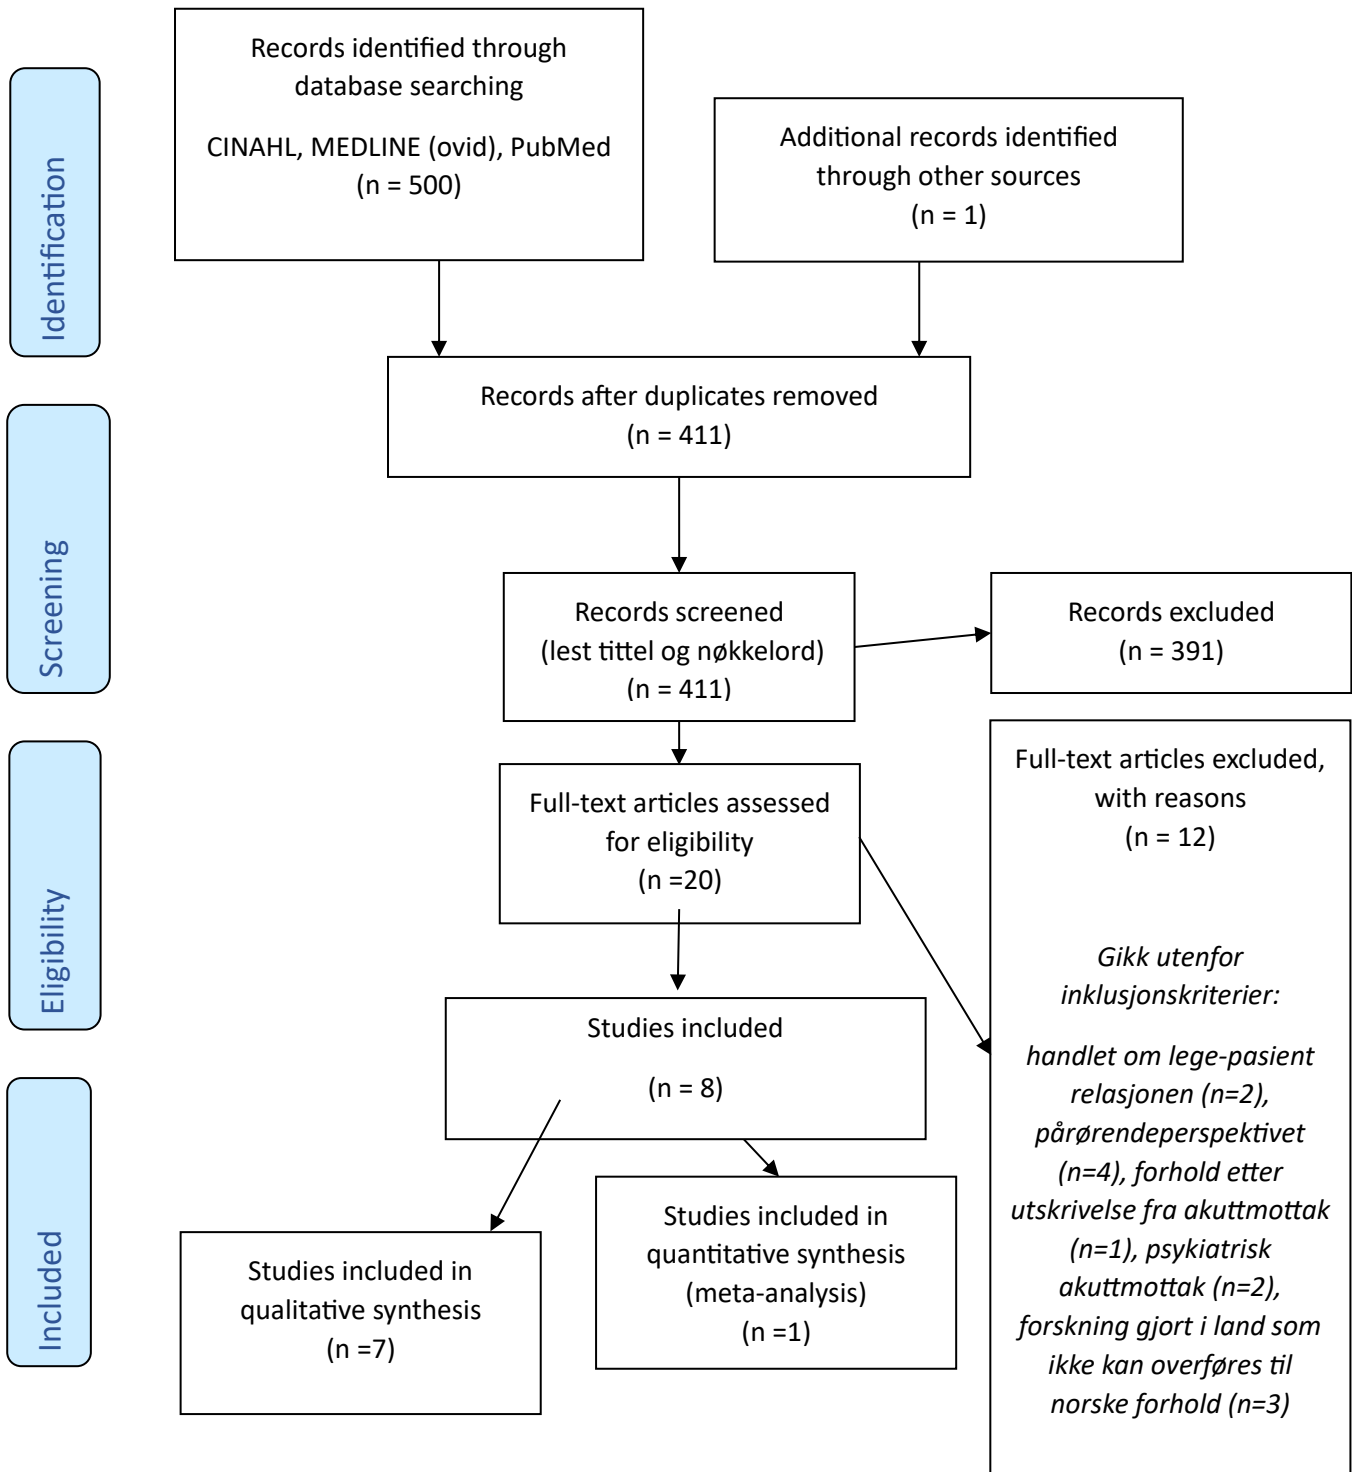 Identification
Records identified through
database searching
CINAHL, MEDLINE (ovid), PubMed
(n = 500)
Additional records identified
through other sources
(n = 1)
Records after duplicates removed
(n = 411)
Screening
Records screened
(lest tittel og nøkkelord)
(n = 411)
Records excluded
(n = 391)
Eligibility
Full-text articles assessed
for eligibility
(n =20)
Full-text articles excluded,
with reasons
(n = 12)
Gikk utenfor
inklusjonskriterier:
handlet om lege-pasient
relasjonen (n=2),
pårørendeperspektivet
(n=4), forhold etter
utskrivelse fra akuttmottak
(n=1), psykiatrisk
akuttmottak (n=2),
forskning gjort i land som
ikke kan overføres til
norske forhold (n=3)
Studies included
(n = 8)
Included
Studies included in
qualitative synthesis
(n =7)
Studies included in
quantitative synthesis
(meta-analysis)
(n =1)